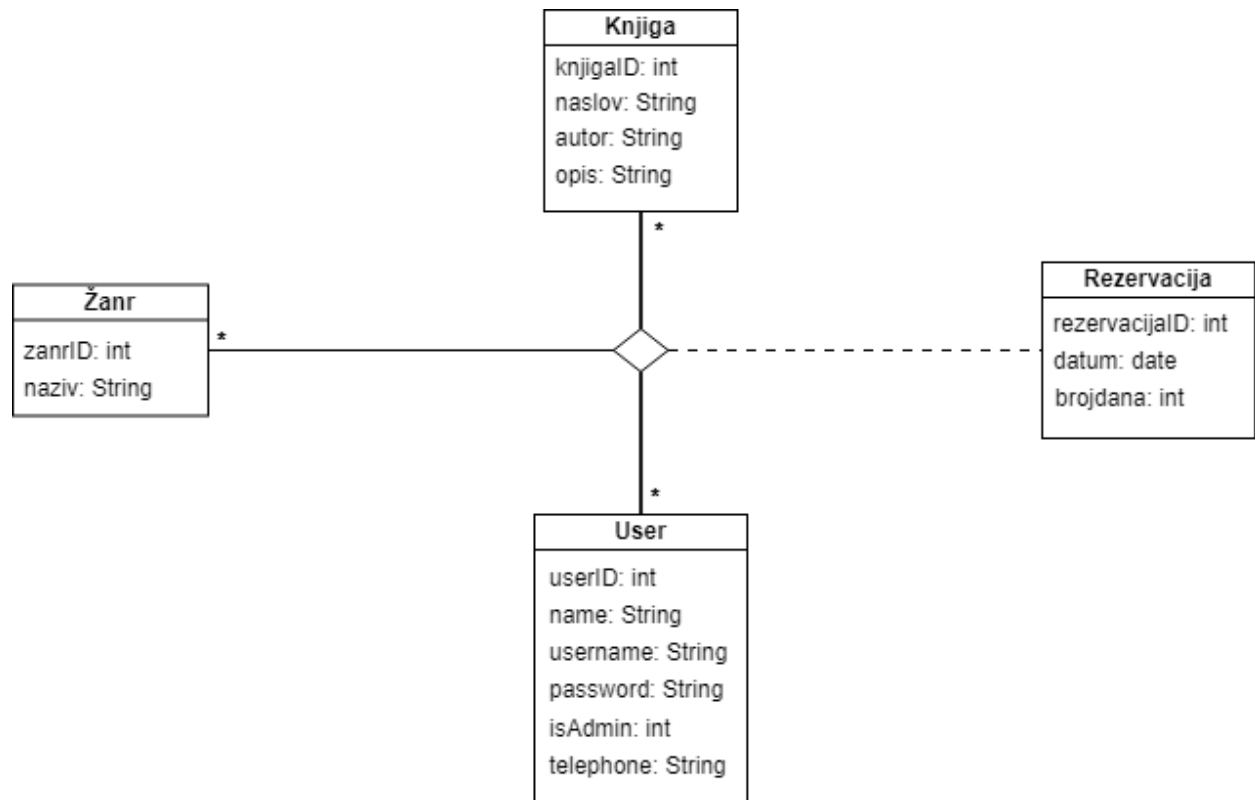 Knjiga
knjigaID: int
naslov: String
autor: String
opis: String
*
Žanr
zanrID: int
naziv: String
*
Rezervacija
rezervacijaID: int
datum: date
brojdana: int
*
User
userID: int
name: String
username: String
password: String
isAdmin: int
telephone: String